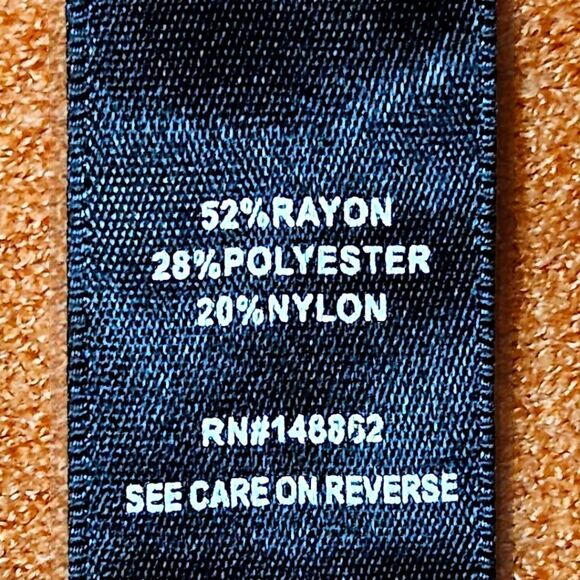 52%RAYON
28%POLYESTER
20%NYLON
RN#148862
SEE CARE ON REVERSE